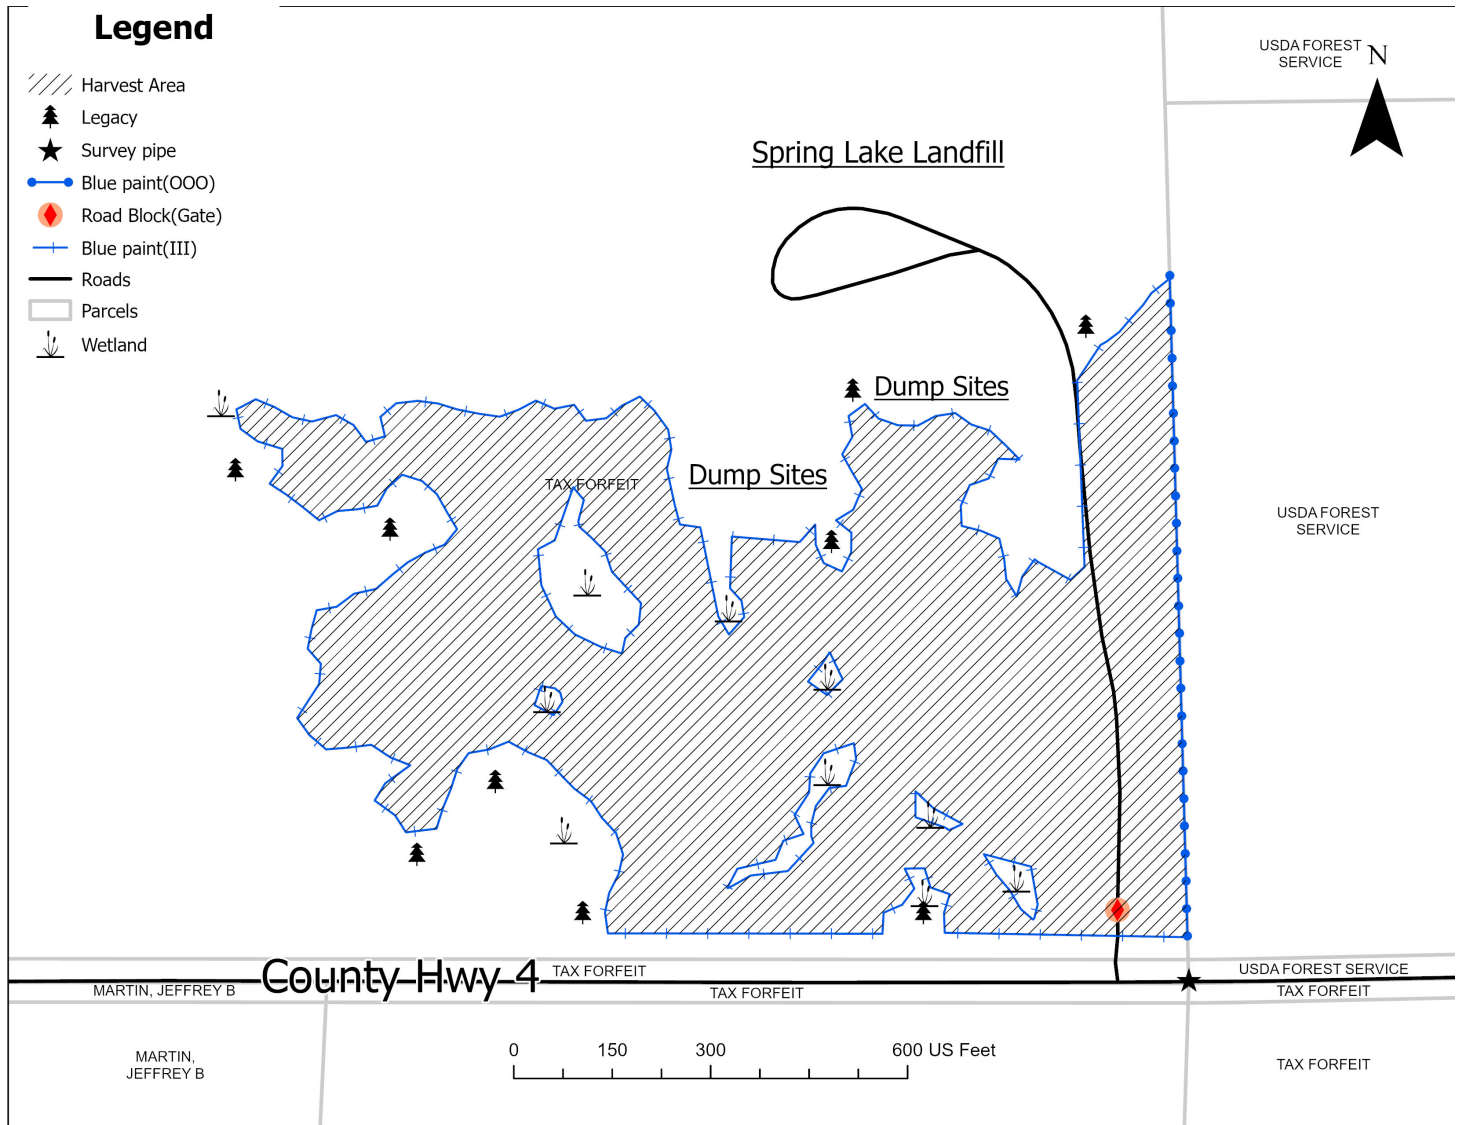 Legend
Harvest Area
Legacy
Survey pipe
Blue paint(OOO)
Road Block(Gate)
Blue paint(III)
Roads
Parcels
Wetland
USDA FOREST
SERVICE
N
Spring Lake Landfill
Dump Sites
Dump Sites
TAX FORFEIT
USDA FOREST
SERVICE
County Hwy 4
TAX FORFEIT
USDA FOREST SERVICE
MARTIN, JEFFREY B
TAX FORFEIT
TAX FORFEIT
MARTIN,
JEFFREY B
0 150 300 600 US Feet
TAX FORFEIT